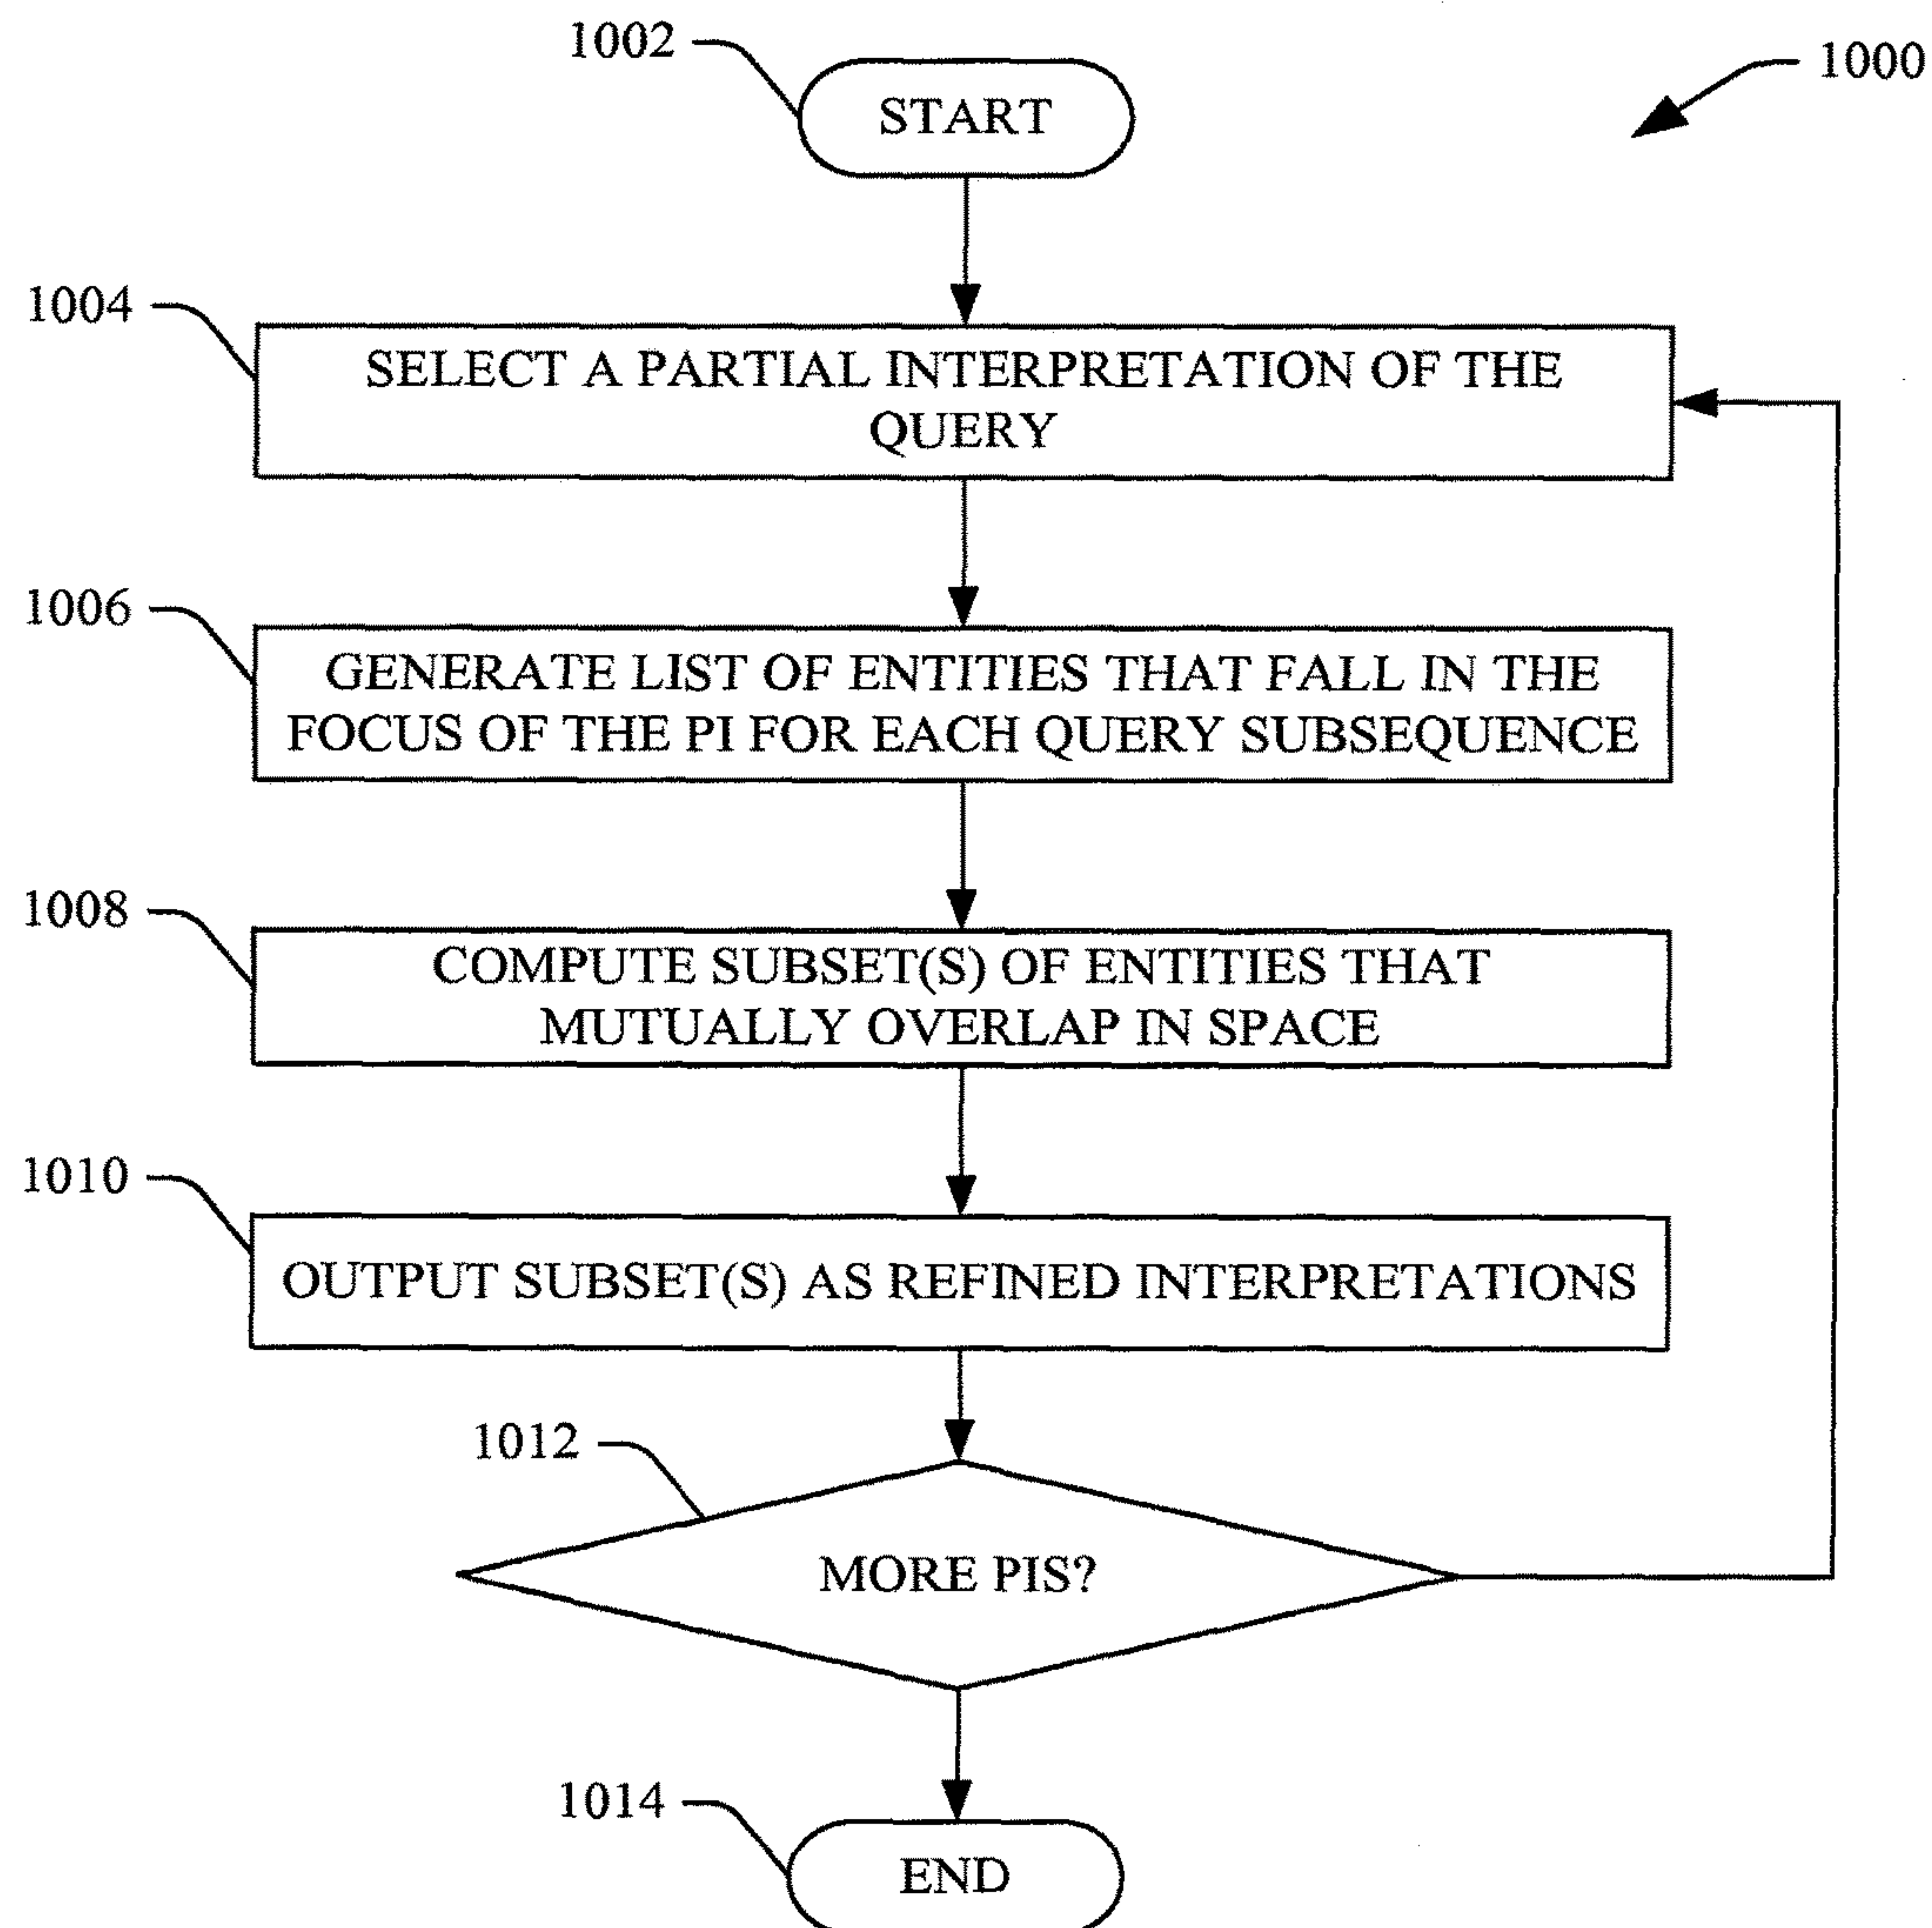 1002
START
1000
1004
SELECT A PARTIAL INTERPRETATION OF THE
QUERY
1006
GENERATE LIST OF ENTITIES THAT FALL IN THE
FOCUS OF THE PI FOR EACH QUERY SUBSEQUENCE
1008
COMPUTE SUBSET(S) OF ENTITIES THAT
MUTUALLY OVERLAP IN SPACE
1010
OUTPUT SUBSET(S) AS REFINED INTERPRETATIONS
1012
MORE PIS?
1014
END